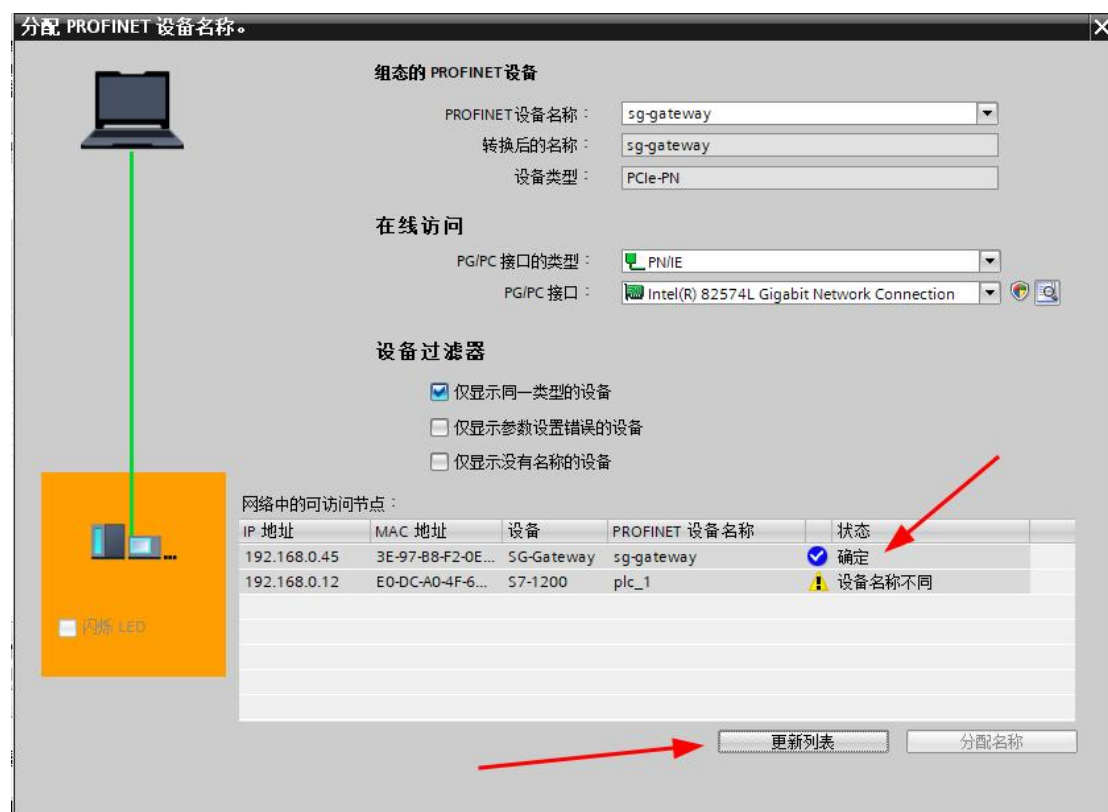 分配 PROFINET 设备名称。
组态的 PROFINET设备
PROFINET设备名称： sg-gateway
转换后的名称： sg-gateway
设备类型： PCIe-PN
在线访问
PG/PC 接口的类型： PN/IE
PG/PC 接口： Intel(R) 82574L Gigabit Network Connection
设备过滤器
仅显示同一类型的设备
仅显示参数设置错误的设备
仅显示没有名称的设备
网络中的可访问节点：
IP 地址 MAC 地址 设备 PROFINET 设备名称 状态
192.168.0.45 3E-97-B8-F2-0E... SG-Gateway sg-gateway 确定
192.168.0.12 E0-DC-A0-4F-6... S7-1200 plc_1 设备名称不同
闪烁 LED
更新列表 分配名称